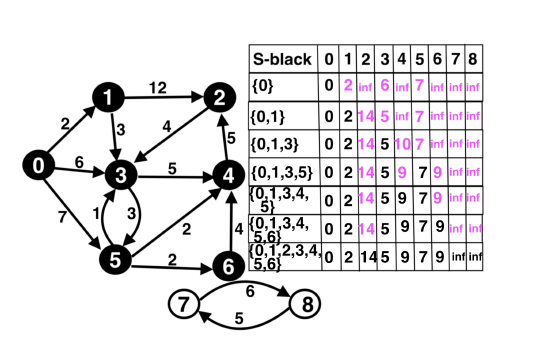 S-black 0 1 2 3 4 5 6 7 8
{0} 0 2 inf 6 inf 7 inf inf inf
{0,1} 0 2 14 5 inf 7 inf inf inf
{0,1,3} 0 2 14 5 10 7 inf inf inf
{0,1,3,5} 0 2 14 5 9 7 9 inf inf
{0,1,3,4,
5} 0 2 14 5 9 7 9 inf inf
{0,1,3,4,
5,6} 0 2 14 5 9 7 9 inf inf
{0,1,2,3,4,
5,6} 0 2 14 5 9 7 9 inf inf
1 12 2
2 3 4 5
0 6 3 5 4
7 1 3 2 4
5 2 6
7 6 8
5